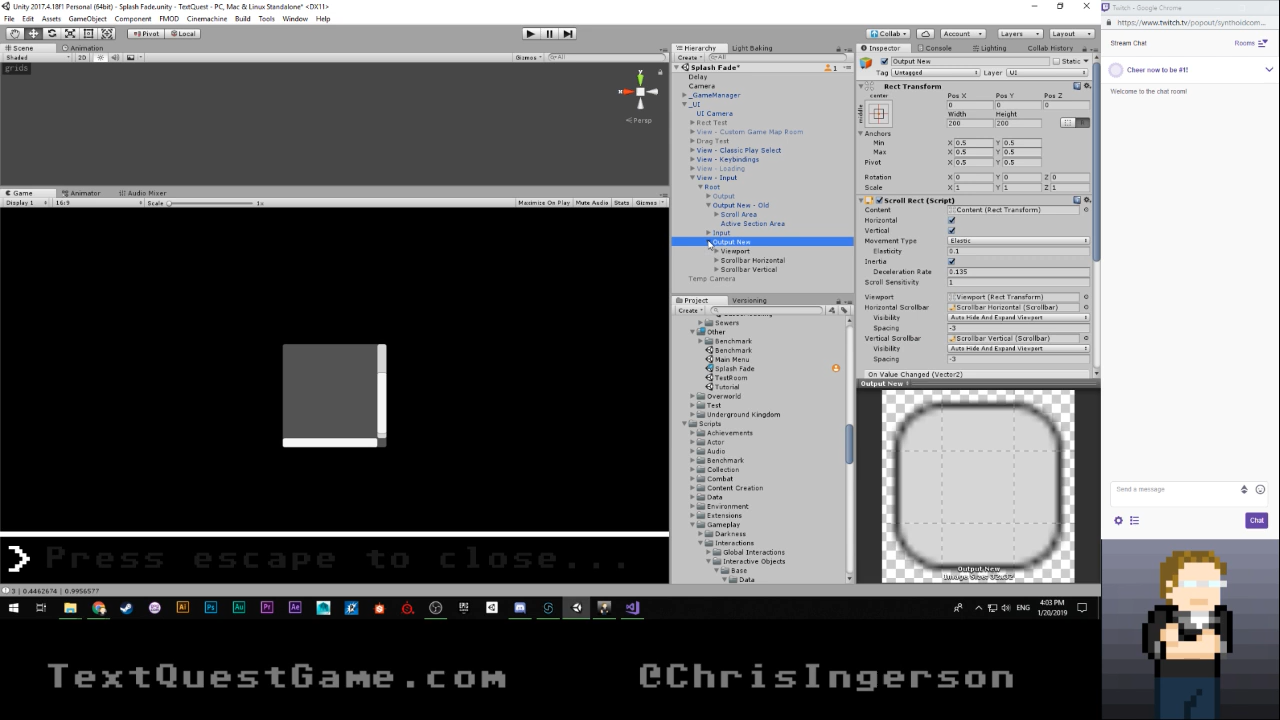 Unity 2017.4.18f1 Personal (64bit) - Splash Fade.unity - TextQuest - PC, Mac & Linux Standalone* <DX11>
File Edit Assets GameObject Component FMOD Cinemachine Build Tools Window Help
Pivot Local
Collab Account Layers Layout
Scene Animation
Shaded 2D Gizmos All
grids
Persp
Game Animator Audio Mixer
Display 1 16:9 Scale 1x Maximize On Play Mute Audio Stats Gizmos
Press escape to close...
3 0.4462674 | 0.9956577
Hierarchy Light Baking
Create All
Splash Fade* 1
Delay
Camera
_GameManager
_UI
UI Camera
Rect Test
View - Custom Game Map Room
Drag Test
View - Classic Play Select
View - Keybindings
View - Loading
View - Input
Root
Output
Output New - Old
Scroll Area
Active Section Area
Input
Output New
Viewport
Scrollbar Horizontal
Scrollbar Vertical
Temp Camera
Project Versioning
Create
Sewers
Other
Benchmark
Benchmark
Main Menu
Splash Fade
TestRoom
Tutorial
Overworld
Test
Underground Kingdom
Scripts
Achievements
Actor
Audio
Benchmark
Collection
Combat
Content Creation
Data
Environment
Extensions
Gameplay
Darkness
Interactions
Global Interactions
Interactive Objects
Base
Data
Inspector Console Lighting Collab History
Output New Static
Tag Untagged Layer UI
Rect Transform
center Pos X Pos Y Pos Z
middle 0 0 0
Width Height
200 200 R
Anchors
Min X 0.5 Y 0.5
Max X 0.5 Y 0.5
Pivot X 0.5 Y 0.5
Rotation X 0 Y 0 Z 0
Scale X 1 Y 1 Z 1
Scroll Rect (Script)
Content Content (Rect Transform)
Horizontal
Vertical
Movement Type Elastic
Elasticity 0.1
Inertia
Deceleration Rate 0.135
Scroll Sensitivity 1
Viewport Viewport (Rect Transform)
Horizontal Scrollbar Scrollbar Horizontal (Scrollbar)
Visibility Auto Hide And Expand Viewport
Spacing -3
Vertical Scrollbar Scrollbar Vertical (Scrollbar)
Visibility Auto Hide And Expand Viewport
Spacing -3
On Value Changed (Vector2)
Output New
Output New
Image Size: 32x32
Twitch - Google Chrome
https://www.twitch.tv/popout/synthoidcom...
Stream Chat Rooms
Cheer now to be #1!
Welcome to the chat room!
Send a message
Chat
ENG 4:03 PM
1/20/2019
TextQuestGame.com @ChrisIngerson